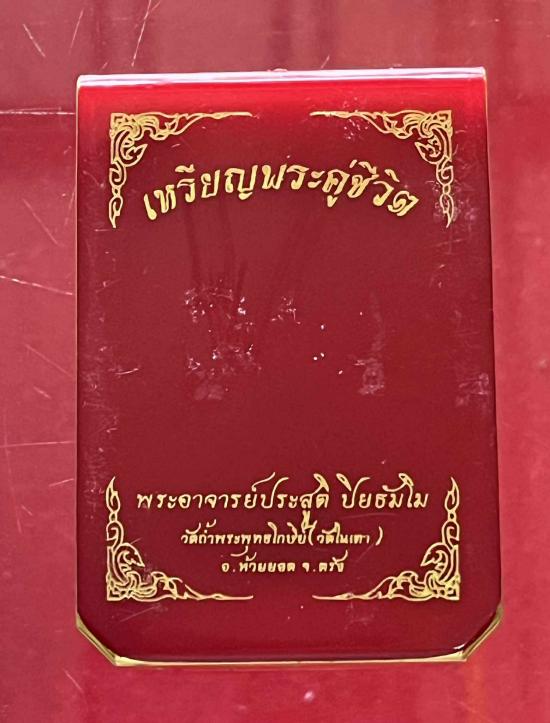 เหรียญพระคู่ชีวิต
พระอาจารย์ประสูติ ปิยธัมโม
วัดถ้ำพระพุทธโกษีย์(วัดในเตา)
อ.ห้วยยอด จ.ตรัง